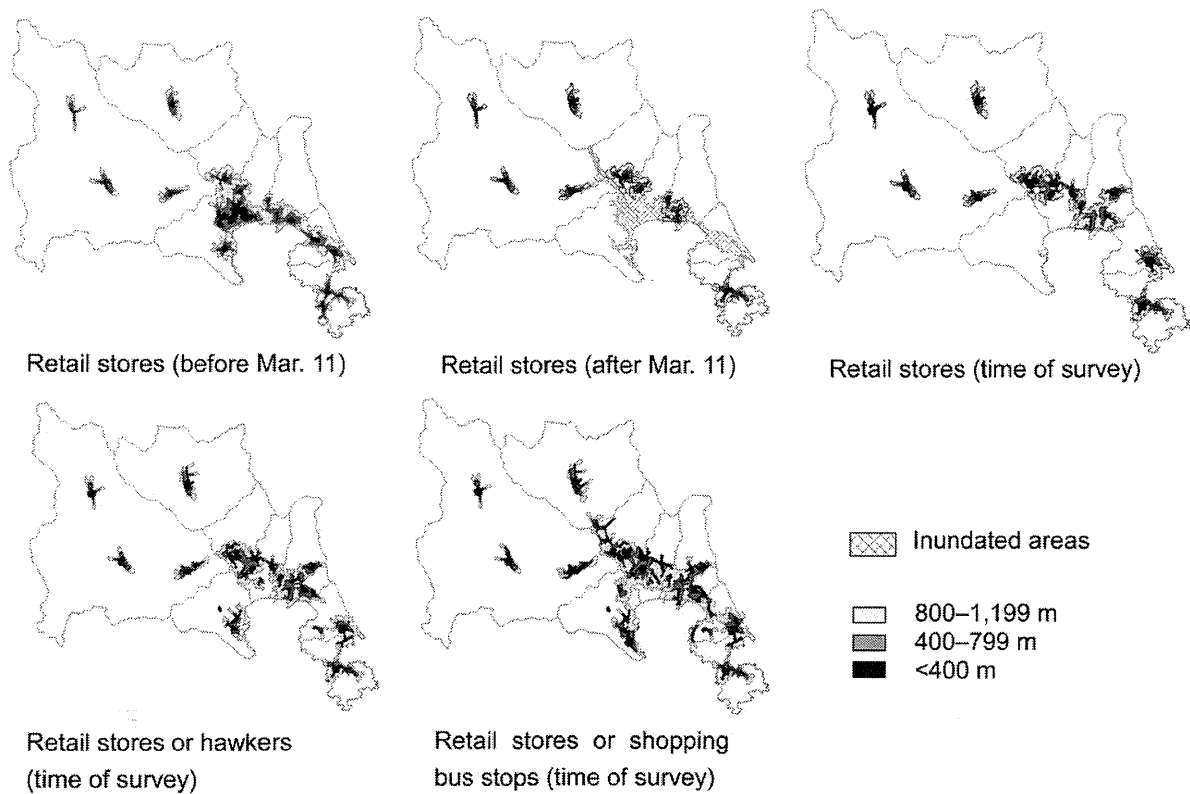 Retail stores (before Mar. 11)
Retail stores (after Mar. 11)
Retail stores (time of survey)
Retail stores or hawkers
(time of survey)
Retail stores or shopping
bus stops (time of survey)
Inundated areas
800–1,199 m
400–799 m
<400 m